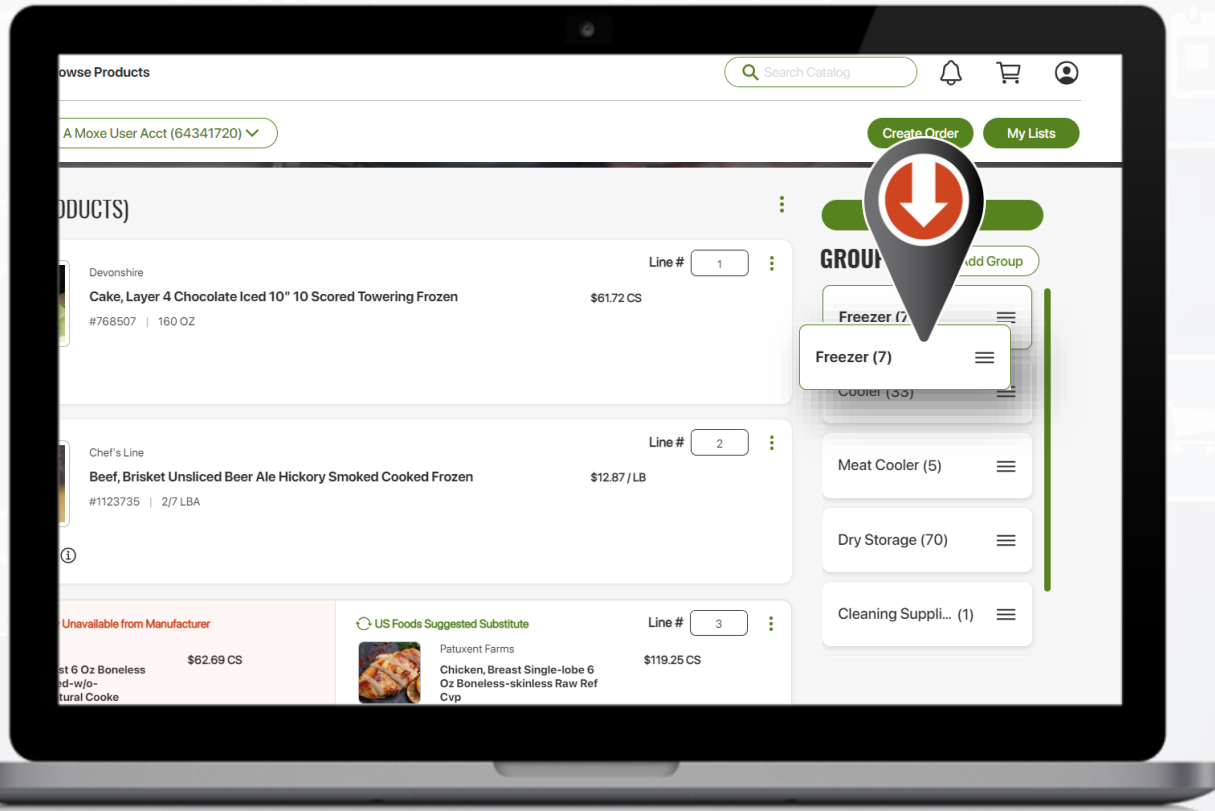 owse Products
Search Catalog
A Moxe User Acct (64341720)
Create Order
My Lists
ODUCTS)
Line # 1
Devonshire
Cake, Layer 4 Chocolate Iced 10" 10 Scored Towering Frozen
$61.72 CS
#768507 | 160 OZ
GROUP
dd Group
Freezer (7
Freezer (7)
Cooler (33)
Meat Cooler (5)
Dry Storage (70)
Cleaning Suppli... (1)
Line # 2
Chef's Line
Beef, Brisket Unsliced Beer Ale Hickory Smoked Cooked Frozen
$12.87 / LB
#1123735 | 2/7 LBA
Unavailable from Manufacturer
$62.69 CS
st 6 Oz Boneless
ed-w/o-
tural Cooke
US Foods Suggested Substitute
Line # 3
Patuxent Farms
$119.25 CS
Chicken, Breast Single-lobe 6
Oz Boneless-skinless Raw Ref
Cvp